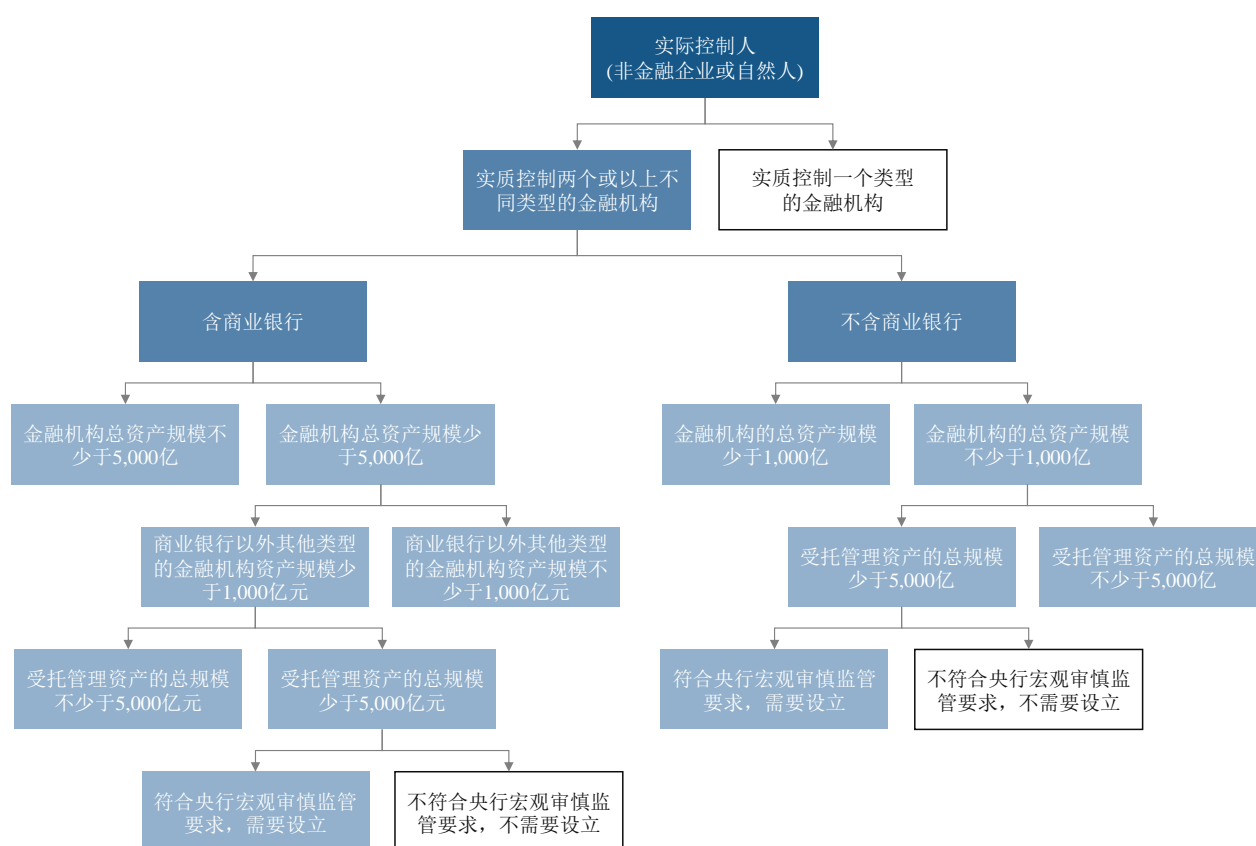 实际控制人
(非金融企业或自然人)
实质控制两个或以上不
同类型的金融机构
实质控制一个类型
的金融机构
含商业银行
不含商业银行
金融机构总资产规模不
少于5,000亿
金融机构总资产规模少
于5,000亿
金融机构的总资产规模
少于1,000亿
金融机构的总资产规模
不少于1,000亿
商业银行以外其他类型
的金融机构资产规模少
于1,000亿元
商业银行以外其他类型
的金融机构资产规模不
少于1,000亿元
受托管理资产的总规模
少于5,000亿
受托管理资产的总规模
不少于5,000亿
受托管理资产的总规模
不少于5,000亿元
受托管理资产的总规模
少于5,000亿元
符合央行宏观审慎监管
要求，需要设立
不符合央行宏观审慎监
管要求，不需要设立
符合央行宏观审慎监管
要求，需要设立
不符合央行宏观审慎监
管要求，不需要设立